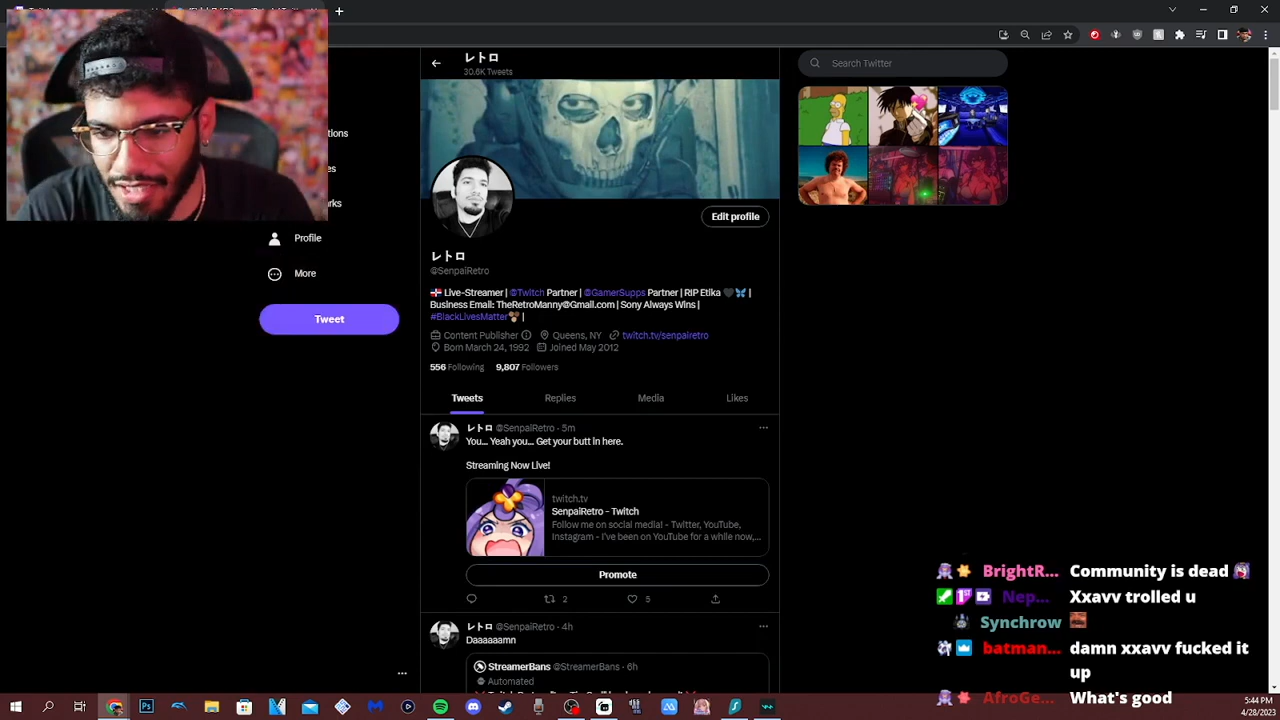 レトロ
30.6K Tweets
Search Twitter
Edit profile
レトロ
@SenpaiRetro
🇩🇴 Live-Streamer | @Twitch Partner | @GamerSupps Partner | RIP Etika 🖤🦋 |
Business Email: TheRetroManny@Gmail.com | Sony Always Wins |
#BlackLivesMatter✊🏽 |
Content Publisher Queens, NY twitch.tv/senpairetro
Born March 24, 1992 Joined May 2012
556 Following 9,807 Followers
Profile
More
Tweet
Tweets Replies Media Likes
レトロ @SenpaiRetro · 5m
You... Yeah you... Get your butt in here.
Streaming Now Live!
twitch.tv
SenpaiRetro - Twitch
Follow me on social media! - Twitter, YouTube,
Instagram - I've been on YouTube for a while now,...
Promote
2 5
レトロ @SenpaiRetro · 4h
Daaaaaamn
StreamerBans @StreamerBans · 6h
Automated
BrightR... Community is dead
Nep... Xxavv trolled u
Synchrow
batman... damn xxavv fucked it
up
AfroGe... What's good
5:44 PM
4/28/2023